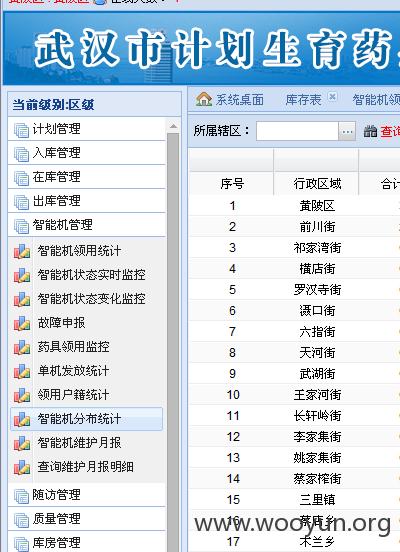 武汉市计划生育药
当前级别:区级
计划管理
入库管理
在库管理
出库管理
智能机管理
智能机领用统计
智能机状态实时监控
智能机状态变化监控
故障申报
药具领用监控
单机发放统计
领用户籍统计
智能机分布统计
智能机维护月报
查询维护月报明细
随访管理
质量管理
库房管理
系统桌面 库存表 智能机领
所属辖区： ... 查询
序号 行政区域 合计
1 黄陂区
2 前川街
3 祁家湾街
4 横店街
5 罗汉寺街
6 滠口街
7 六指街
8 天河街
9 武湖街
10 王家河街
11 长轩岭街
12 李家集街
13 姚家集街
14 蔡家榨街
15 三里镇
16 蔡店乡
17 木兰乡
www.wooyun.org